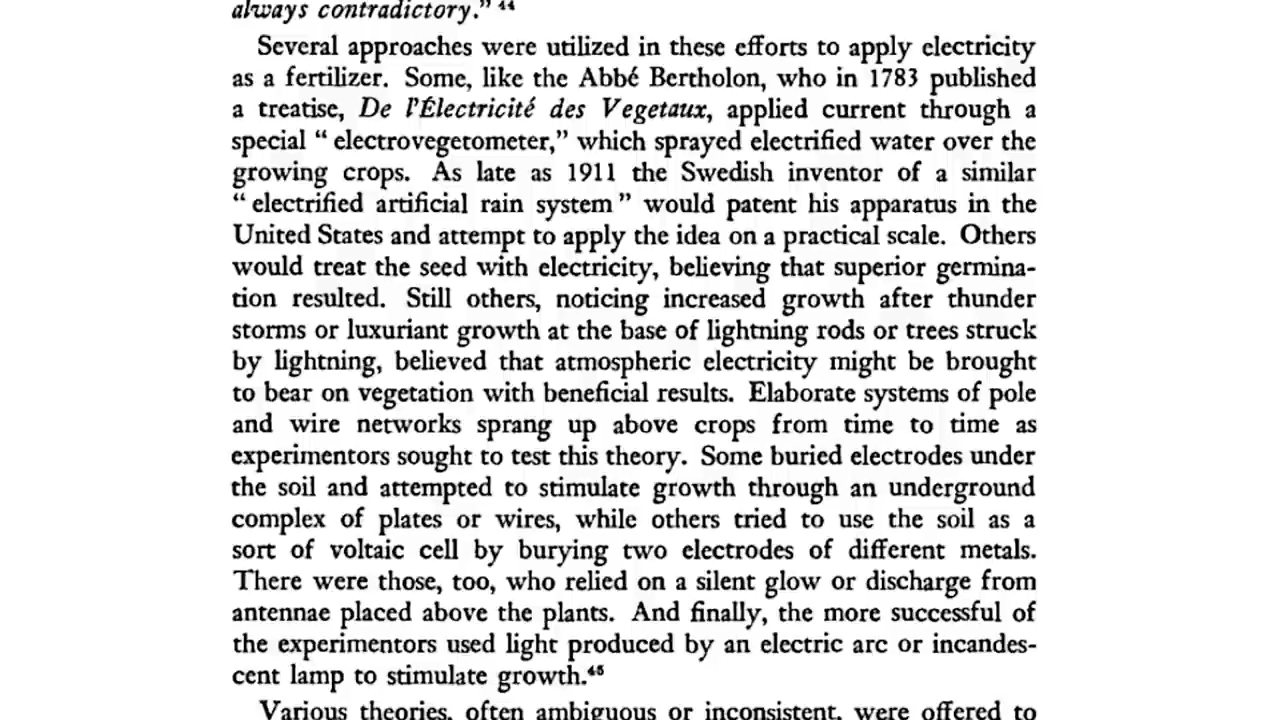 always contradictory." 44
Several approaches were utilized in these efforts to apply electricity
as a fertilizer. Some, like the Abbé Bertholon, who in 1783 published
a treatise, De l'Électricité des Vegetaux, applied current through a
special " electrovegetometer," which sprayed electrified water over the
growing crops. As late as 1911 the Swedish inventor of a similar
" electrified artificial rain system " would patent his apparatus in the
United States and attempt to apply the idea on a practical scale. Others
would treat the seed with electricity, believing that superior germina-
tion resulted. Still others, noticing increased growth after thunder
storms or luxuriant growth at the base of lightning rods or trees struck
by lightning, believed that atmospheric electricity might be brought
to bear on vegetation with beneficial results. Elaborate systems of pole
and wire networks sprang up above crops from time to time as
experimentors sought to test this theory. Some buried electrodes under
the soil and attempted to stimulate growth through an underground
complex of plates or wires, while others tried to use the soil as a
sort of voltaic cell by burying two electrodes of different metals.
There were those, too, who relied on a silent glow or discharge from
antennae placed above the plants. And finally, the more successful of
the experimentors used light produced by an electric arc or incandes-
cent lamp to stimulate growth.45
Various theories, often ambiguous or inconsistent, were offered to